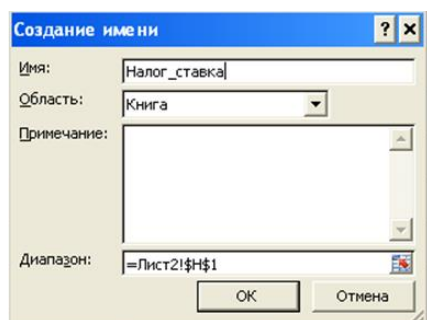 Создание имени
Имя: Налог_ставка
Область: Книга
Примечание:
Диапазон: =Лист2!$H$1
ОК Отмена